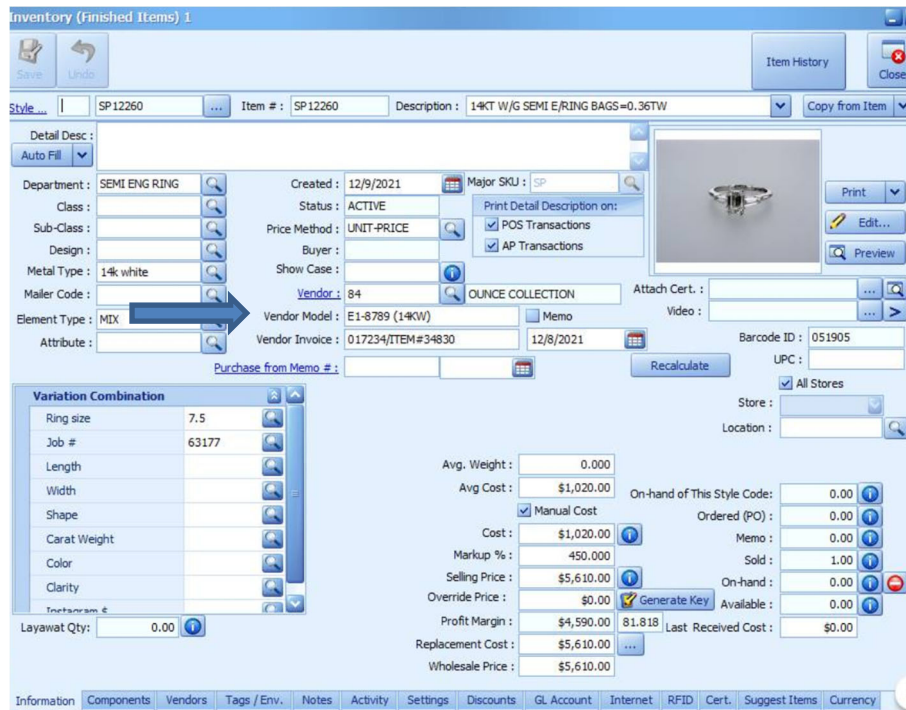 Inventory (Finished Items) 1
Save Undo Item History Close
Style ... SP12260 ... Item # : SP12260 Description : 14KT W/G SEMI E/RING BAGS=0.36TW Copy from Item
Detail Desc :
Auto Fill
Department : SEMI ENG RING Created : 12/9/2021 Major SKU : SP
Class : Status : ACTIVE Print Detail Description on: Print
Sub-Class : Price Method : UNIT-PRICE POS Transactions Edit...
Design : Buyer : AP Transactions Preview
Metal Type : 14k white Show Case :
Mailer Code : Vendor : 84 OUNCE COLLECTION Attach Cert. : ...
Element Type : MIX Vendor Model : E1-8789 (14KW) Memo Video : ... >
Attribute : Vendor Invoice : 017234/ITEM#34830 12/8/2021 Barcode ID : 051905
Purchase from Memo # : Recalculate UPC :
All Stores
Variation Combination Store :
Ring size 7.5 Location :
Job # 63177
Length Avg. Weight : 0.000
Width Avg Cost : $1,020.00 On-hand of This Style Code: 0.00
Shape Manual Cost Ordered (PO) : 0.00
Carat Weight Cost : $1,020.00 Memo : 0.00
Color Markup % : 450.000 Sold : 1.00
Clarity Selling Price : $5,610.00 On-hand : 0.00
Instagram $ Override Price : $0.00 Generate Key Available : 0.00
Layawat Qty: 0.00 Profit Margin : $4,590.00 81.818 Last Received Cost : $0.00
Replacement Cost : $5,610.00 ...
Wholesale Price : $5,610.00
Information Components Vendors Tags / Env. Notes Activity Settings Discounts GL Account Internet RFID Cert. Suggest Items Currency